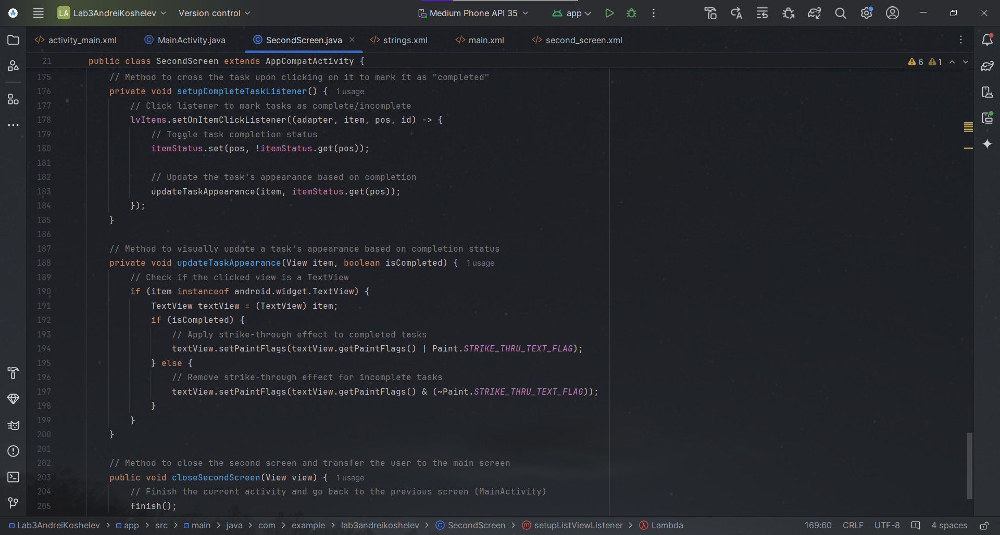 LA Lab3AndreiKoshelev Version control Medium Phone API 35 app
activity_main.xml MainActivity.java SecondScreen.java strings.xml main.xml second_screen.xml
21 public class SecondScreen extends AppCompatActivity { 6 1
175 // Method to cross the task upon clicking on it to mark it as "completed"
176 private void setupCompleteTaskListener() { 1 usage
177 // Click listener to mark tasks as complete/incomplete
178 lvItems.setOnItemClickListener((adapter, item, pos, id) -> {
179 // Toggle task completion status
180 itemStatus.set(pos, !itemStatus.get(pos));
181
182 // Update the task's appearance based on completion
183 updateTaskAppearance(item, itemStatus.get(pos));
184 });
185 }
186
187 // Method to visually update a task's appearance based on completion status
188 private void updateTaskAppearance(View item, boolean isCompleted) { 1 usage
189 // Check if the clicked view is a TextView
190 if (item instanceof android.widget.TextView) {
191 TextView textView = (TextView) item;
192 if (isCompleted) {
193 // Apply strike-through effect to completed tasks
194 textView.setPaintFlags(textView.getPaintFlags() | Paint.STRIKE_THRU_TEXT_FLAG);
195 } else {
196 // Remove strike-through effect for incomplete tasks
197 textView.setPaintFlags(textView.getPaintFlags() & (~Paint.STRIKE_THRU_TEXT_FLAG));
198 }
199 }
200 }
201
202 // Method to close the second screen and transfer the user to the main screen
203 public void closeSecondScreen(View view) { 1 usage
204 // Finish the current activity and go back to the previous screen (MainActivity)
205 finish();
Lab3AndreiKoshelev > app > src > main > java > com > example > lab3andreikoshelev > SecondScreen > setupListViewListener > Lambda 169:60 CRLF UTF-8 4 spaces